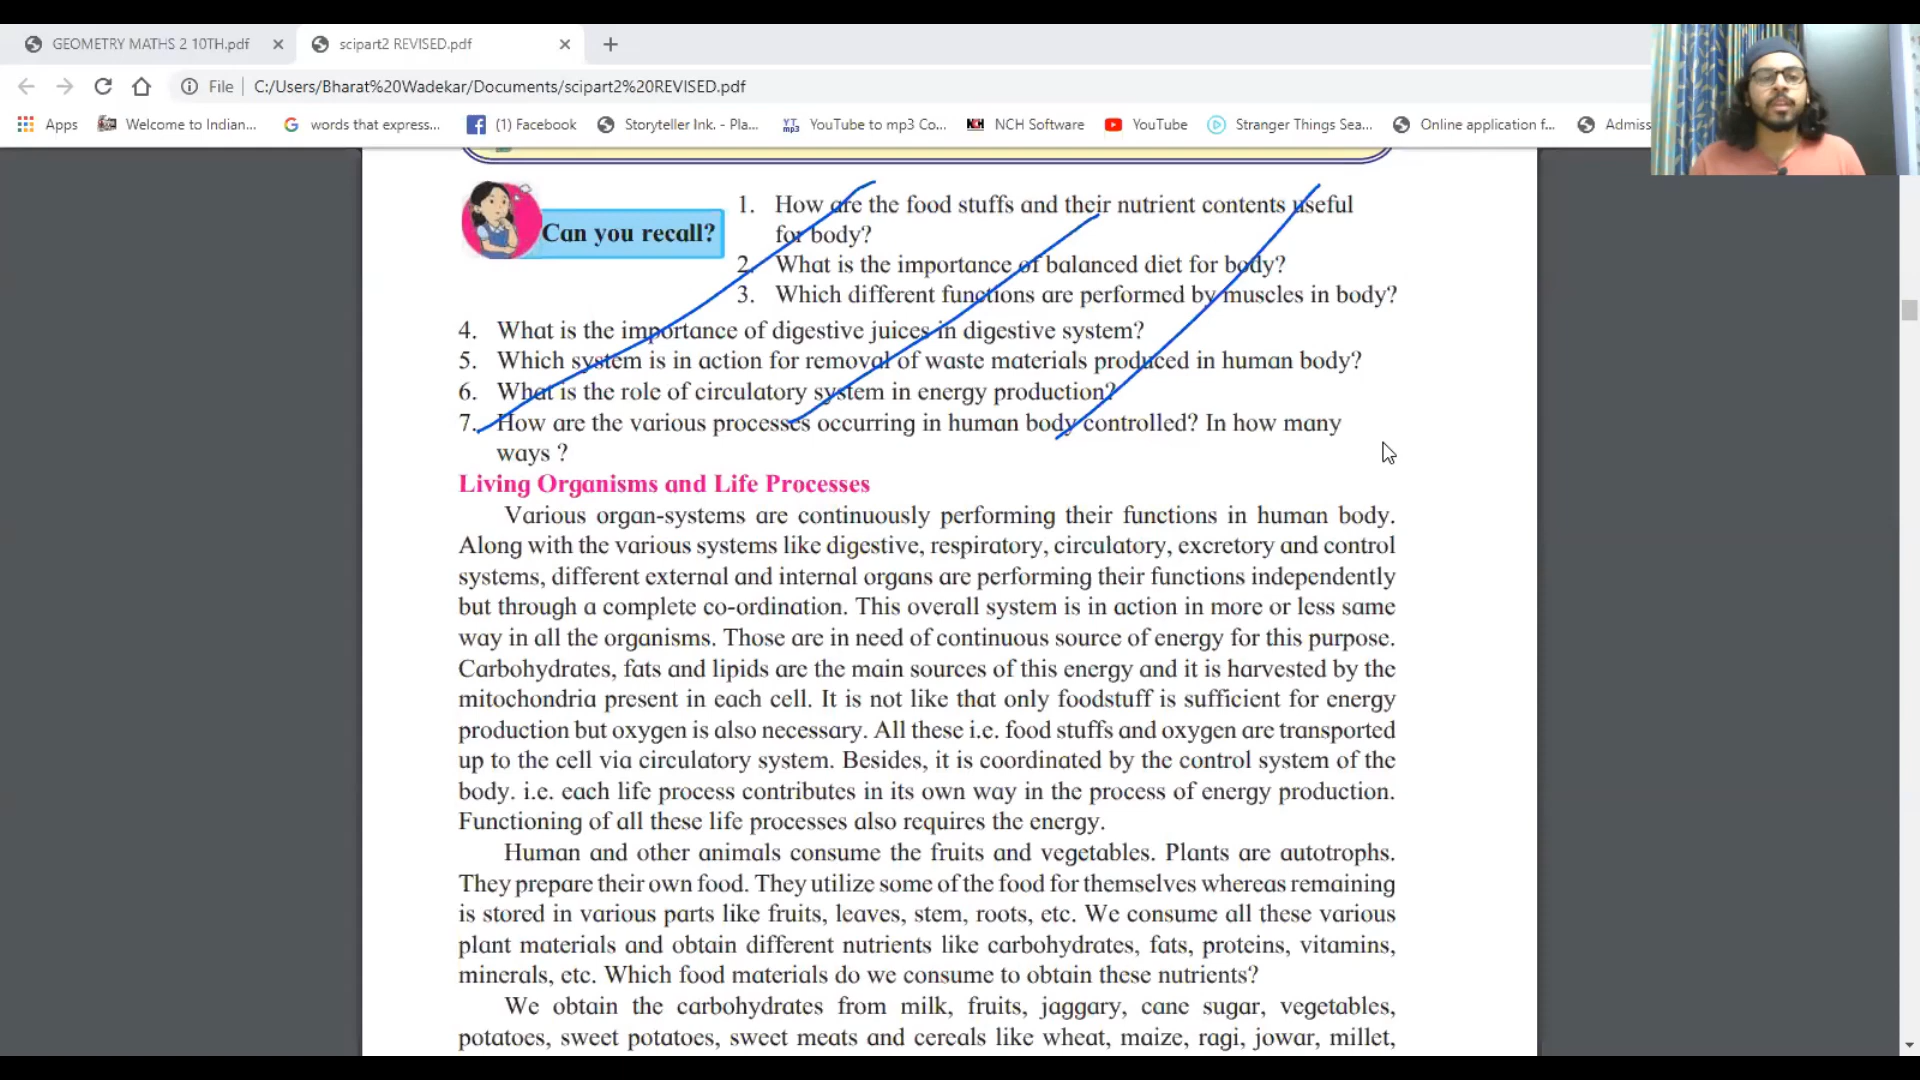 GEOMETRY MATHS 2 10TH.pdf
scipart2 REVISED.pdf
File
C:/Users/Bharat%20Wadekar/Documents/scipart2%20REVISED.pdf
Apps
Welcome to Indian...
words that express...
(1) Facebook
Storyteller Ink. - Pla...
YouTube to mp3 Co...
NCH Software
YouTube
Stranger Things Sea...
Online application f...
Admiss
Can you recall?
1. How are the food stuffs and their nutrient contents useful
for body?
2. What is the importance of balanced diet for body?
3. Which different functions are performed by muscles in body?
4. What is the importance of digestive juices in digestive system?
5. Which system is in action for removal of waste materials produced in human body?
6. What is the role of circulatory system in energy production?
7. How are the various processes occurring in human body controlled? In how many
ways ?
Living Organisms and Life Processes
Various organ-systems are continuously performing their functions in human body.
Along with the various systems like digestive, respiratory, circulatory, excretory and control
systems, different external and internal organs are performing their functions independently
but through a complete co-ordination. This overall system is in action in more or less same
way in all the organisms. Those are in need of continuous source of energy for this purpose.
Carbohydrates, fats and lipids are the main sources of this energy and it is harvested by the
mitochondria present in each cell. It is not like that only foodstuff is sufficient for energy
production but oxygen is also necessary. All these i.e. food stuffs and oxygen are transported
up to the cell via circulatory system. Besides, it is coordinated by the control system of the
body. i.e. each life process contributes in its own way in the process of energy production.
Functioning of all these life processes also requires the energy.
Human and other animals consume the fruits and vegetables. Plants are autotrophs.
They prepare their own food. They utilize some of the food for themselves whereas remaining
is stored in various parts like fruits, leaves, stem, roots, etc. We consume all these various
plant materials and obtain different nutrients like carbohydrates, fats, proteins, vitamins,
minerals, etc. Which food materials do we consume to obtain these nutrients?
We obtain the carbohydrates from milk, fruits, jaggary, cane sugar, vegetables,
potatoes, sweet potatoes, sweet meats and cereals like wheat, maize, ragi, jowar, millet,